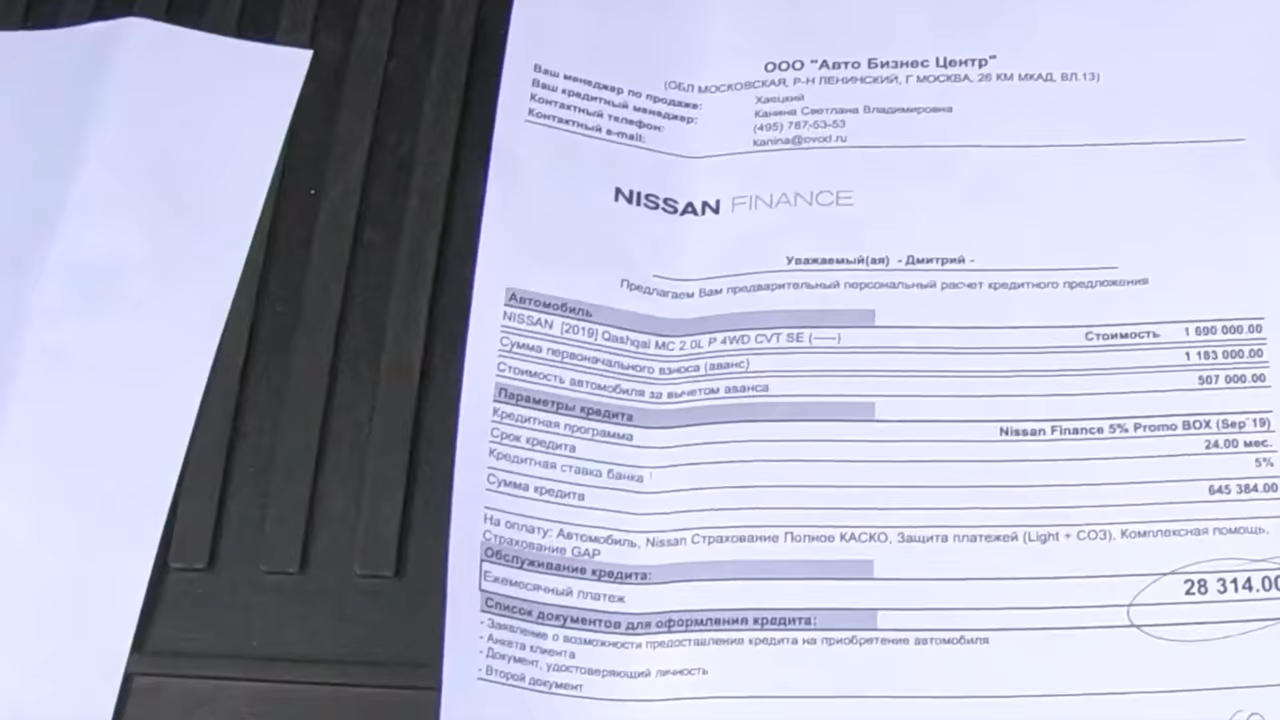 ООО "Авто Бизнес Центр"
(ОБЛ МОСКОВСКАЯ, Р-Н ЛЕНИНСКИЙ, Г МОСКВА, 26 КМ МКАД, ВЛ.13)
Ваш менеджер по продаже: Хаецкий
Ваш кредитный менеджер: Канина Светлана Владимировна
Контактный телефон: (495) 787-53-53
Контактный e-mail: kanina@ovod.ru
NISSAN FINANCE
Уважаемый(ая) - Дмитрий -
Предлагаем Вам предварительный персональный расчет кредитного предложения
Автомобиль
NISSAN [2019] Qashqai MC 2.0L P 4WD CVT SE (-----) Стоимость 1 690 000.00
Сумма первоначального взноса (аванс) 1 183 000.00
Стоимость автомобиля за вычетом аванса 507 000.00
Параметры кредита
Кредитная программа Nissan Finance 5% Promo BOX (Sep`19)
Срок кредита 24.00 мес.
Кредитная ставка банка ¹ 5%
Сумма кредита 645 384.00
На оплату: Автомобиль, Nissan Страхование Полное КАСКО, Защита платежей (Light + СОЗ), Комплексная помощь,
Страхование GAP
Обслуживание кредита:
Ежемесячный платеж 28 314.00
Список документов для оформления кредита:
- Заявление о возможности предоставления кредита на приобретение автомобиля
- Анкета клиента
- Документ, удостоверяющий личность
- Второй документ